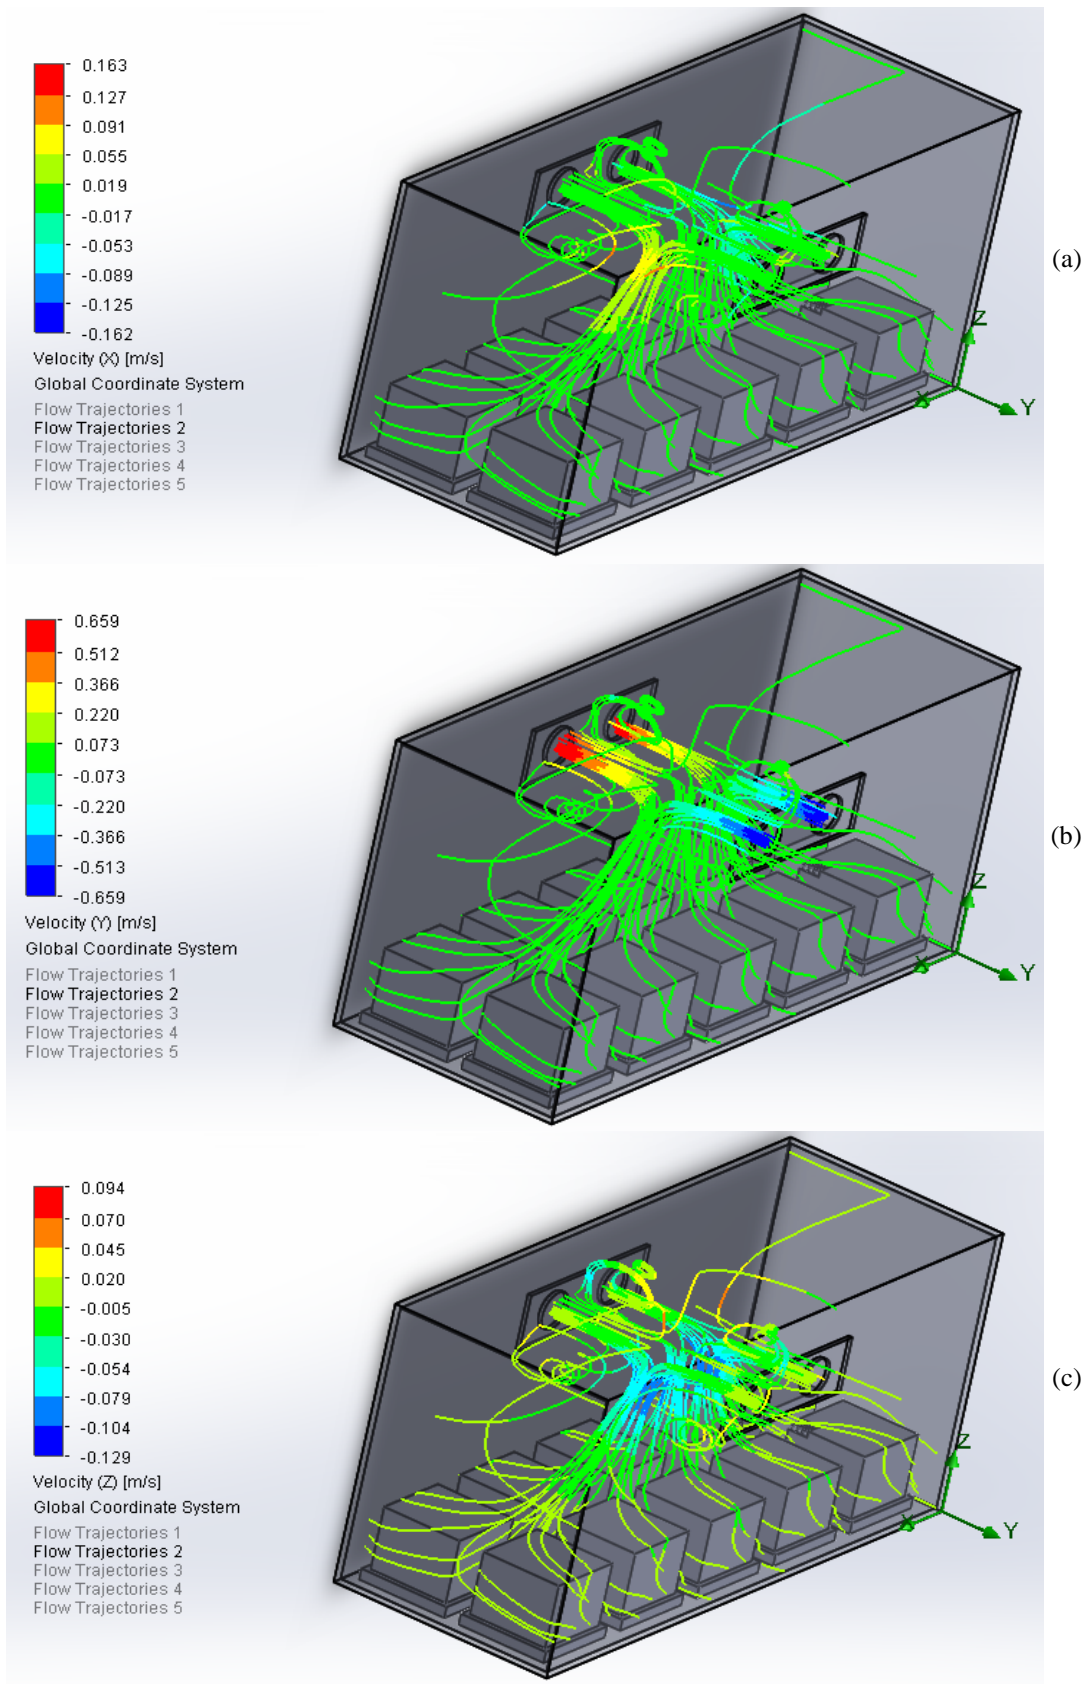 0.163
0.127
0.091
0.055
0.019
-0.017
-0.053
-0.089
-0.125
-0.162
Velocity (X) [m/s]
Global Coordinate System
Flow Trajectories 1
Flow Trajectories 2
Flow Trajectories 3
Flow Trajectories 4
Flow Trajectories 5
Z
X
Y
(a)
0.659
0.512
0.366
0.220
0.073
-0.073
-0.220
-0.366
-0.513
-0.659
Velocity (Y) [m/s]
Global Coordinate System
Flow Trajectories 1
Flow Trajectories 2
Flow Trajectories 3
Flow Trajectories 4
Flow Trajectories 5
Z
X
Y
(b)
0.094
0.070
0.045
0.020
-0.005
-0.030
-0.054
-0.079
-0.104
-0.129
Velocity (Z) [m/s]
Global Coordinate System
Flow Trajectories 1
Flow Trajectories 2
Flow Trajectories 3
Flow Trajectories 4
Flow Trajectories 5
Z
X
Y
(c)